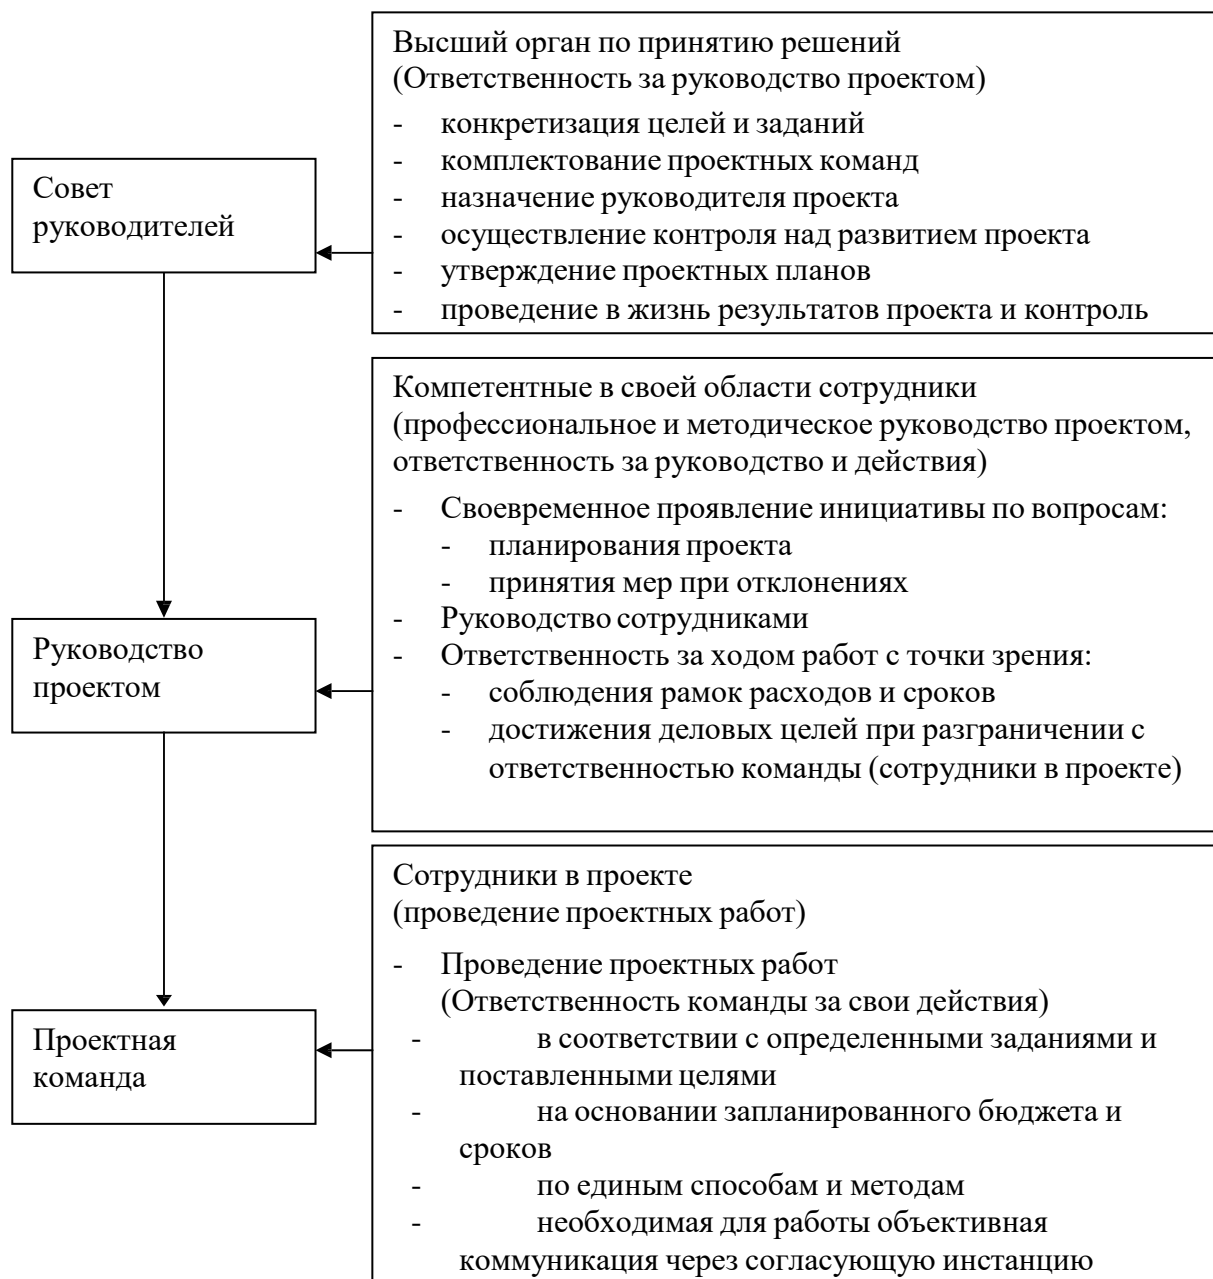 Высший орган по принятию решений
(Ответственность за руководство проектом)
- конкретизация целей и заданий
- комплектование проектных команд
- назначение руководителя проекта
- осуществление контроля над развитием проекта
- утверждение проектных планов
- проведение в жизнь результатов проекта и контроль
Совет
руководителей
Компетентные в своей области сотрудники
(профессиональное и методическое руководство проектом,
ответственность за руководство и действия)
- Своевременное проявление инициативы по вопросам:
- планирования проекта
- принятия мер при отклонениях
- Руководство сотрудниками
- Ответственность за ходом работ с точки зрения:
- соблюдения рамок расходов и сроков
- достижения деловых целей при разграничении с
ответственностью команды (сотрудники в проекте)
Руководство
проектом
Сотрудники в проекте
(проведение проектных работ)
- Проведение проектных работ
(Ответственность команды за свои действия)
- в соответствии с определенными заданиями и
поставленными целями
- на основании запланированного бюджета и
сроков
- по единым способам и методам
- необходимая для работы объективная
коммуникация через согласующую инстанцию
Проектная
команда